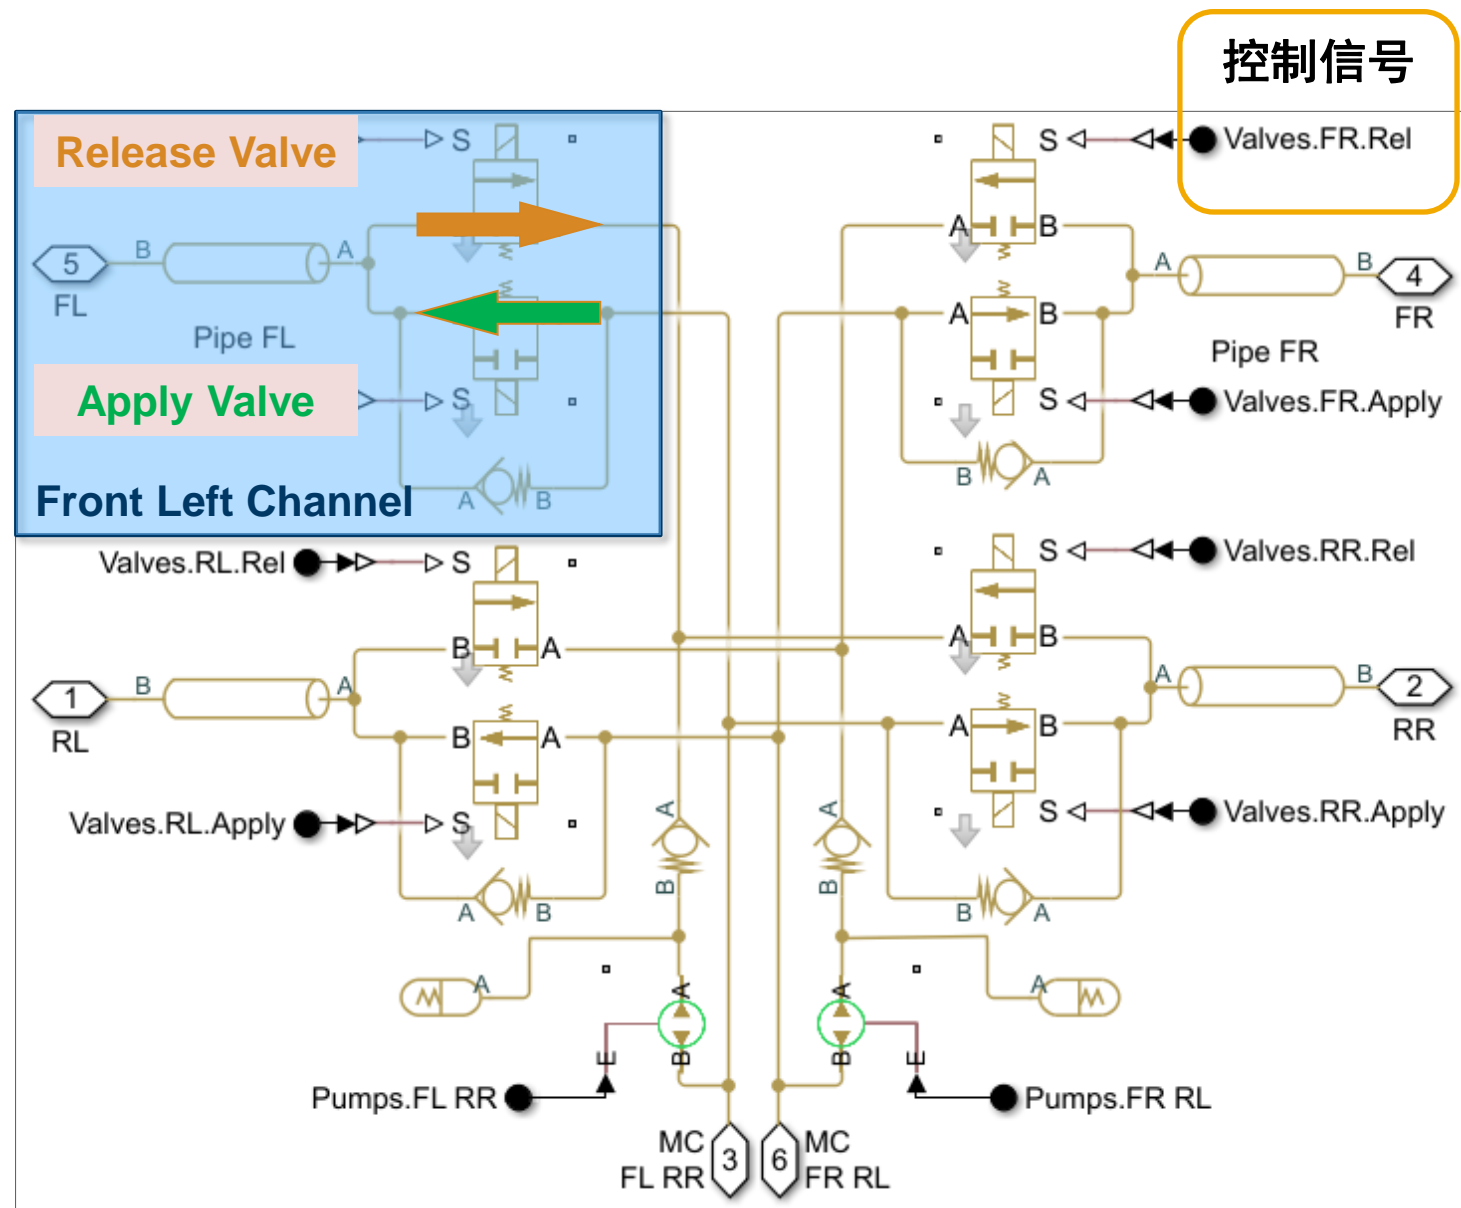 控制信号
Release Valve
S
S
Valves.FR.Rel
B
A
A
B
5
FL
A
B
4
FR
A
B
Pipe FL
Pipe FR
Apply Valve
S
S
Valves.FR.Apply
Front Left Channel
A
B
B
A
Valves.RL.Rel
S
S
Valves.RR.Rel
B
A
A
B
B
A
1
RL
A
B
2
RR
B
A
A
B
Valves.RL.Apply
S
S
Valves.RR.Apply
A
A
B
B
A
B
B
A
A
A
A
A
E
B
B
E
Pumps.FL RR
Pumps.FR RL
MC
FL RR
3
6
MC
FR RL